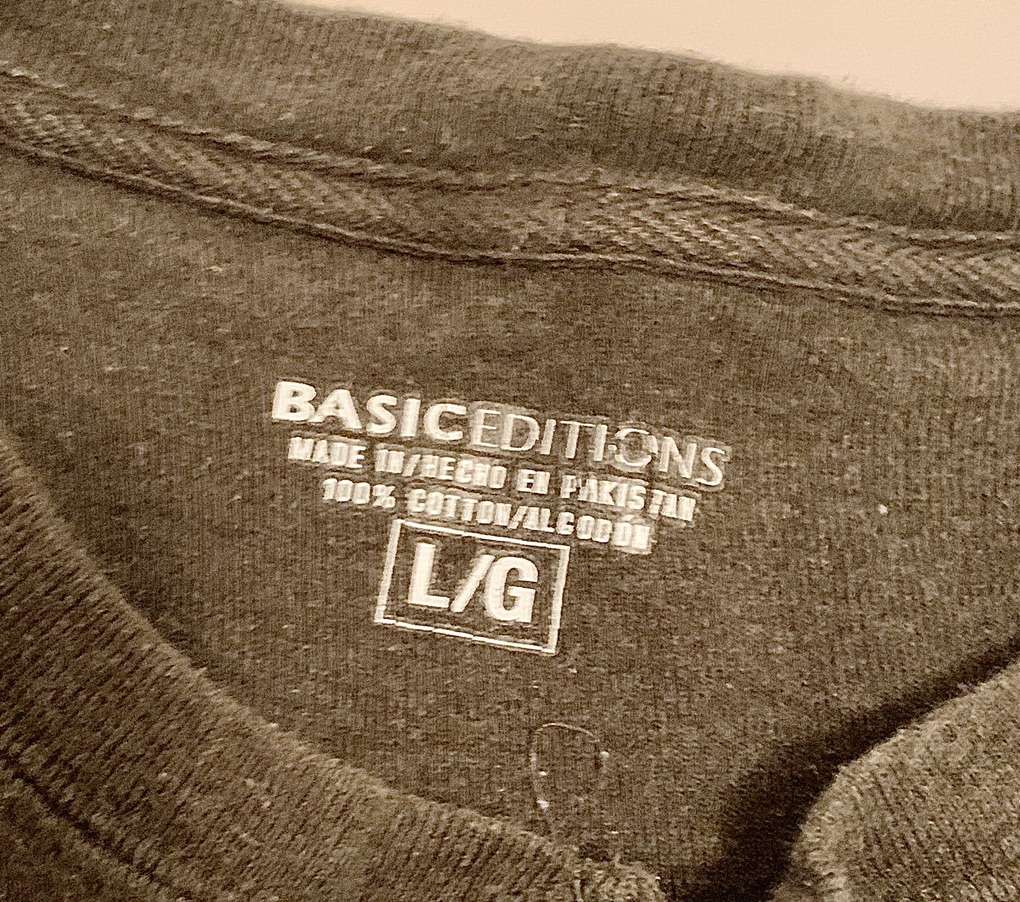 BASICEDITIONS
MADE IN/HECHO EN PAKISTAN
100% COTTON/ALGODÓN
L/G